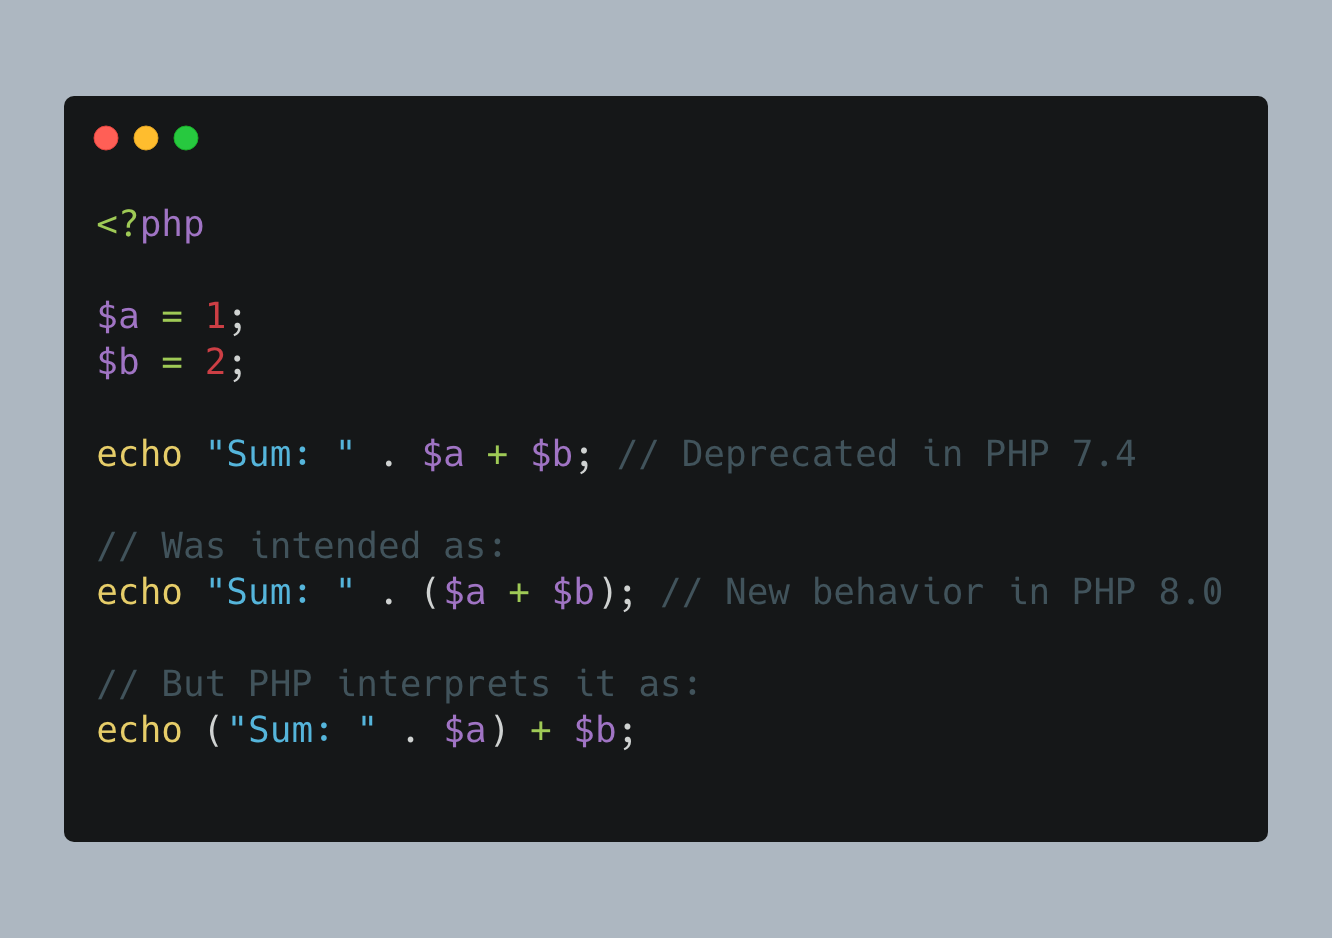 <?php
$a = 1;
$b = 2;
echo "Sum: " . $a + $b; // Deprecated in PHP 7.4
// Was intended as:
echo "Sum: " . ($a + $b); // New behavior in PHP 8.0
// But PHP interprets it as:
echo ("Sum: " . $a) + $b;